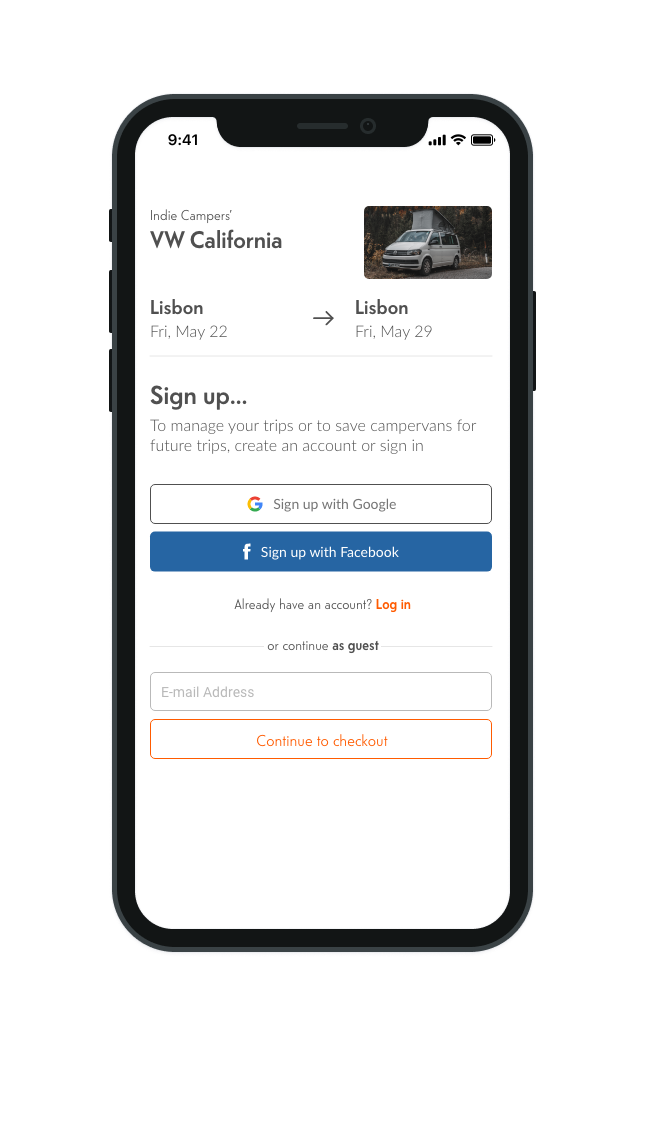 9:41
Indie Campers'
VW California
Lisbon
Fri, May 22
Lisbon
Fri, May 29
Sign up...
To manage your trips or to save campervans for
future trips, create an account or sign in
Sign up with Google
Sign up with Facebook
Already have an account? Log in
or continue as guest
E-mail Address
Continue to checkout